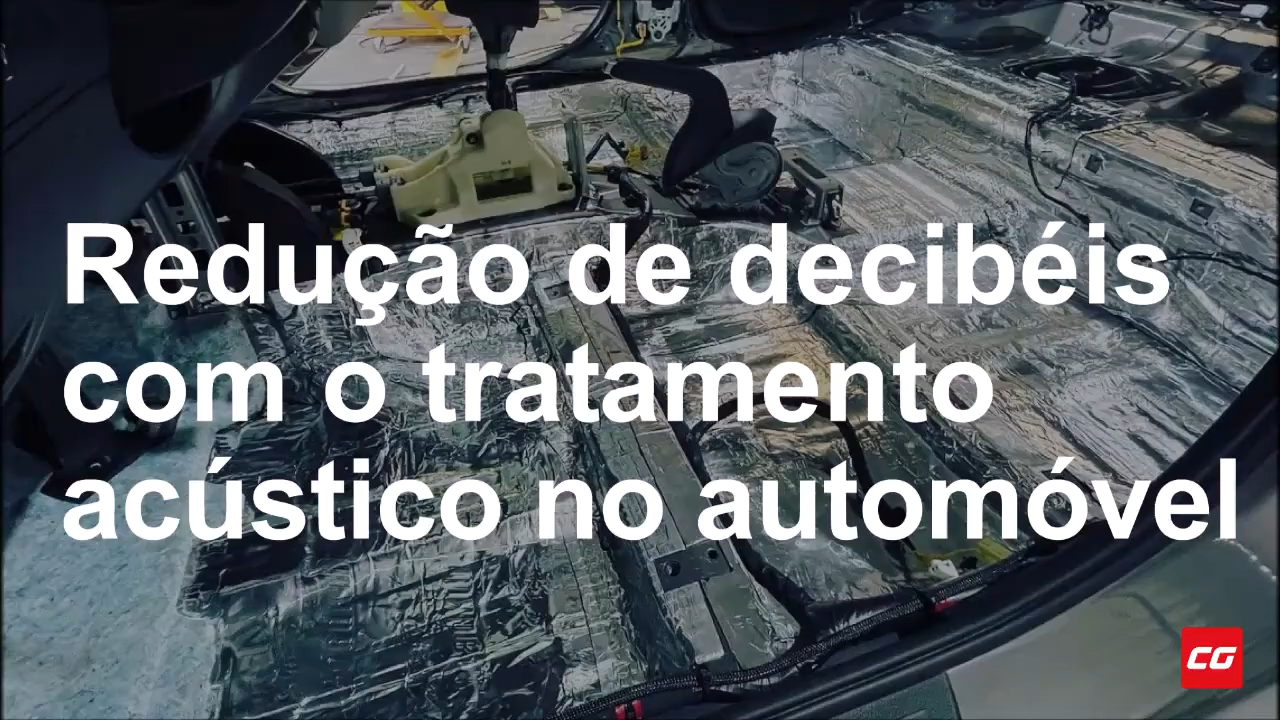 Redução de decibéis
com o tratamento
acústico no automóvel
CG